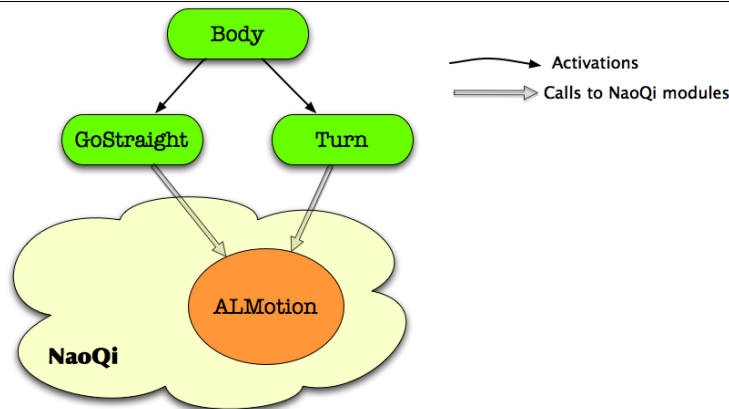 Body
Activations
Calls to NaoQi modules
GoStraight
Turn
ALMotion
NaoQi